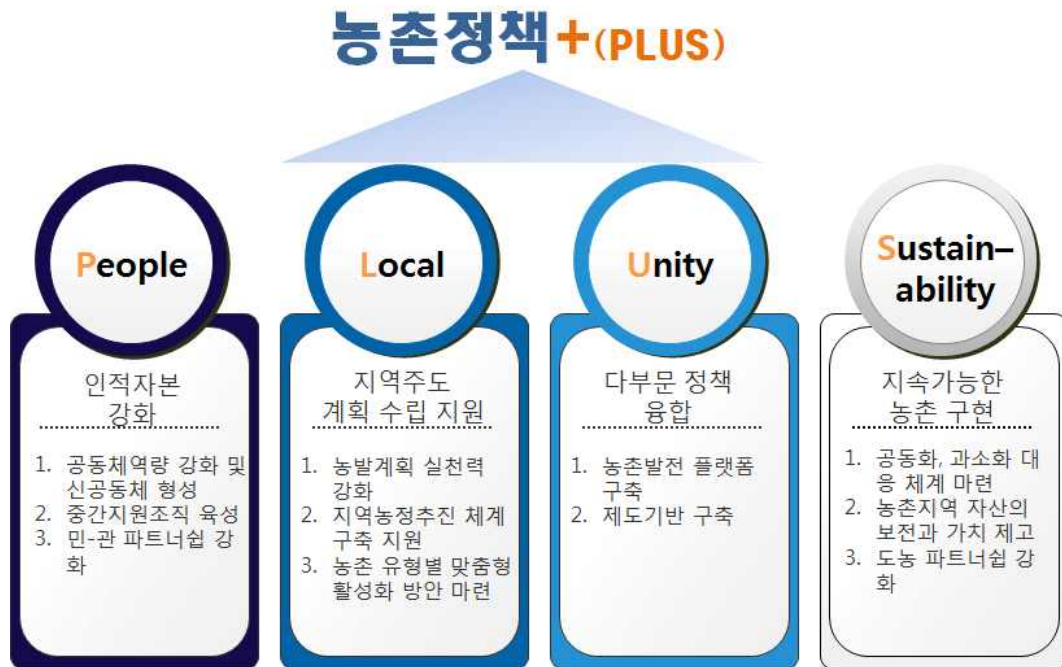 농촌정책+(PLUS)
People
인적자본
강화
1. 공동체역량 강화 및
신공동체 형성
2. 중간지원조직 육성
3. 민-관 파트너쉽 강
화
Local
지역주도
계획 수립 지원
1. 농발계획 실천력
강화
2. 지역농정추진 체계
구축 지원
3. 농촌 유형별 맞춤형
활성화 방안 마련
Unity
다부문 정책
융합
1. 농촌발전 플랫폼
구축
2. 제도기반 구축
Sustain–
ability
지속가능한
농촌 구현
1. 공동화, 과소화 대
응 체계 마련
2. 농촌지역 자산의
보전과 가치 제고
3. 도농 파트너쉽 강
화